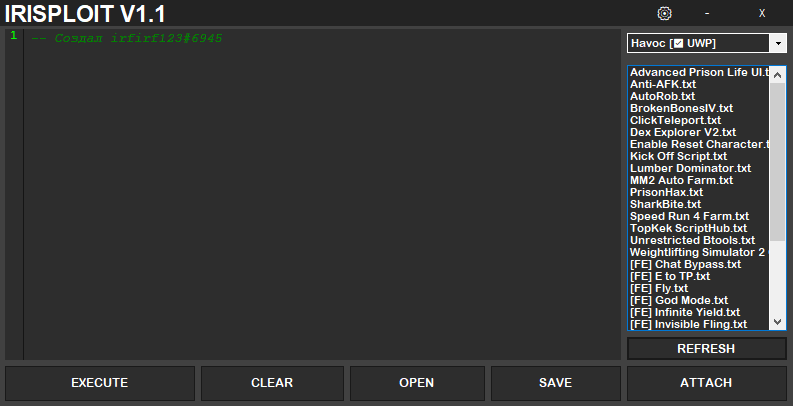 IRISPLOIT V1.1
- X
1 -- Создал irfirf123#6945
Havoc [☑ UWP]
Advanced Prison Life UI.t
Anti-AFK.txt
AutoRob.txt
BrokenBonesIV.txt
ClickTeleport.txt
Dex Explorer V2.txt
Enable Reset Character.t
Kick Off Script.txt
Lumber Dominator.txt
MM2 Auto Farm.txt
PrisonHax.txt
SharkBite.txt
Speed Run 4 Farm.txt
TopKek ScriptHub.txt
Unrestricted Btools.txt
Weightlifting Simulator 2
[FE] Chat Bypass.txt
[FE] E to TP.txt
[FE] Fly.txt
[FE] God Mode.txt
[FE] Infinite Yield.txt
[FE] Invisible Fling.txt
REFRESH
EXECUTE CLEAR OPEN SAVE ATTACH